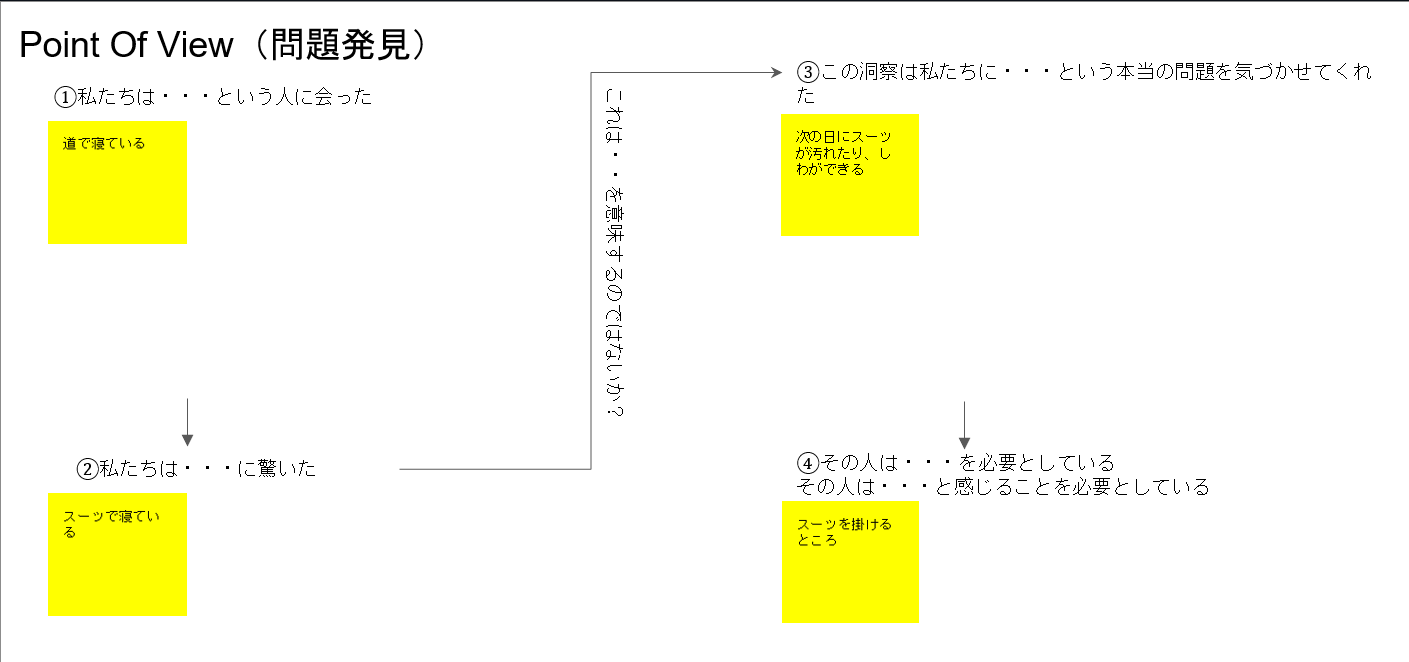 Point Of View（問題発見）
①私たちは・・・という人に会った
道で寝ている
②私たちは・・・に驚いた
スーツで寝てい
る
これは・・を意味するのではないか？
③この洞察は私たちに・・・という本当の問題を気づかせてくれ
た
次の日にスーツ
が汚れたり、し
わができる
④その人は・・・を必要としている
その人は・・・と感じることを必要としている
スーツを掛ける
ところ